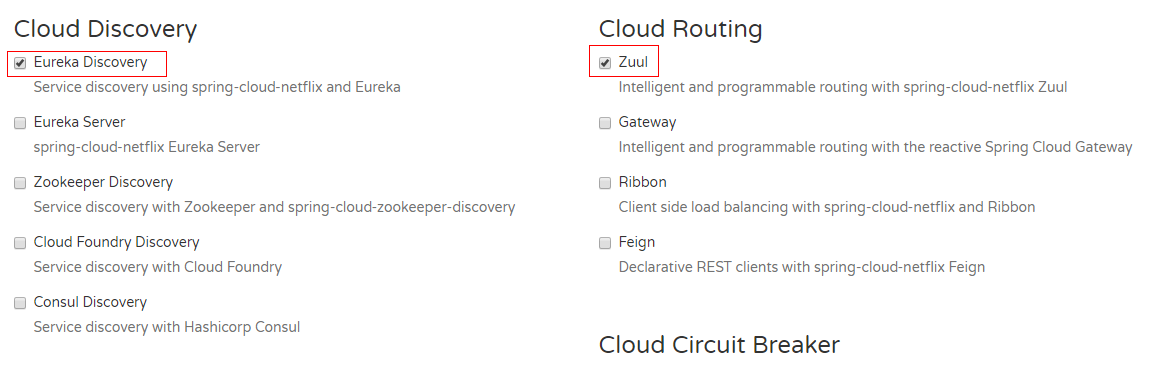 Cloud Discovery
Eureka Discovery
Service discovery using spring-cloud-netflix and Eureka
Eureka Server
spring-cloud-netflix Eureka Server
Zookeeper Discovery
Service discovery with Zookeeper and spring-cloud-zookeeper-discovery
Cloud Foundry Discovery
Service discovery with Cloud Foundry
Consul Discovery
Service discovery with Hashicorp Consul
Cloud Routing
Zuul
Intelligent and programmable routing with spring-cloud-netflix Zuul
Gateway
Intelligent and programmable routing with the reactive Spring Cloud Gateway
Ribbon
Client side load balancing with spring-cloud-netflix and Ribbon
Feign
Declarative REST clients with spring-cloud-netflix Feign
Cloud Circuit Breaker